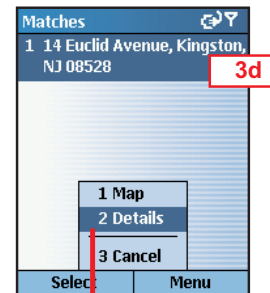 Matches
1 14 Euclid Avenue, Kingston,
NJ 08528
3d
1 Map
2 Details
3 Cancel
Select Menu